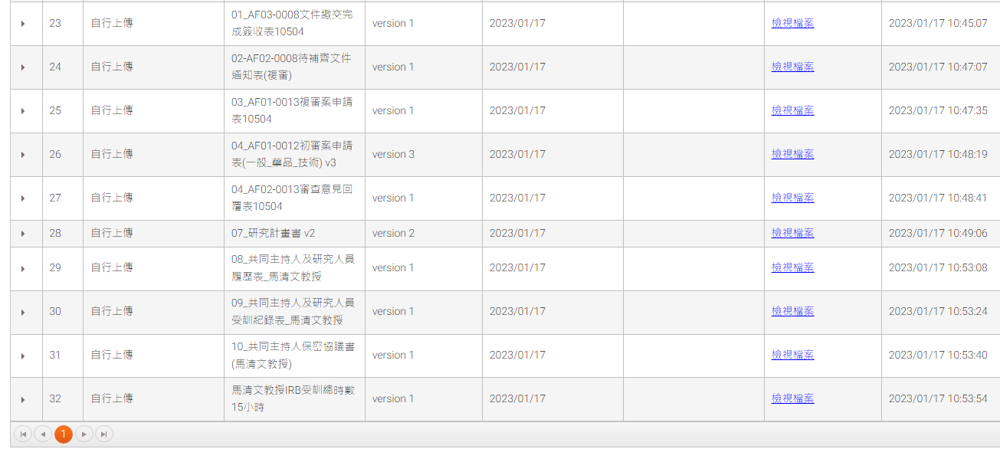 23 自行上傳 01_AF03-0008文件繳交完 version 1 2023/01/17 檢視檔案 2023/01/17 10:45:07
成簽收表10504
24 自行上傳 02-AF02-0008待補齊文件 version 1 2023/01/17 檢視檔案 2023/01/17 10:47:07
通知表(複審)
25 自行上傳 03_AF01-0013複審案申請 version 1 2023/01/17 檢視檔案 2023/01/17 10:47:35
表10504
26 自行上傳 04_AF01-0012初審案申請 version 3 2023/01/17 檢視檔案 2023/01/17 10:48:19
表(一般_藥品_技術) v3
27 自行上傳 04_AF02-0013審查意見回 version 1 2023/01/17 檢視檔案 2023/01/17 10:48:41
覆表10504
28 自行上傳 07_研究計畫書 v2 version 2 2023/01/17 檢視檔案 2023/01/17 10:49:06
29 自行上傳 08_共同主持人及研究人員 version 1 2023/01/17 檢視檔案 2023/01/17 10:53:08
履歷表_馬清文教授
30 自行上傳 09_共同主持人及研究人員 version 1 2023/01/17 檢視檔案 2023/01/17 10:53:24
受訓紀錄表_馬清文教授
31 自行上傳 10_共同主持人保密協議書 version 1 2023/01/17 檢視檔案 2023/01/17 10:53:40
(馬清文教授)
32 自行上傳 馬清文教授IRB受訓總時數 version 1 2023/01/17 檢視檔案 2023/01/17 10:53:54
15小時
1